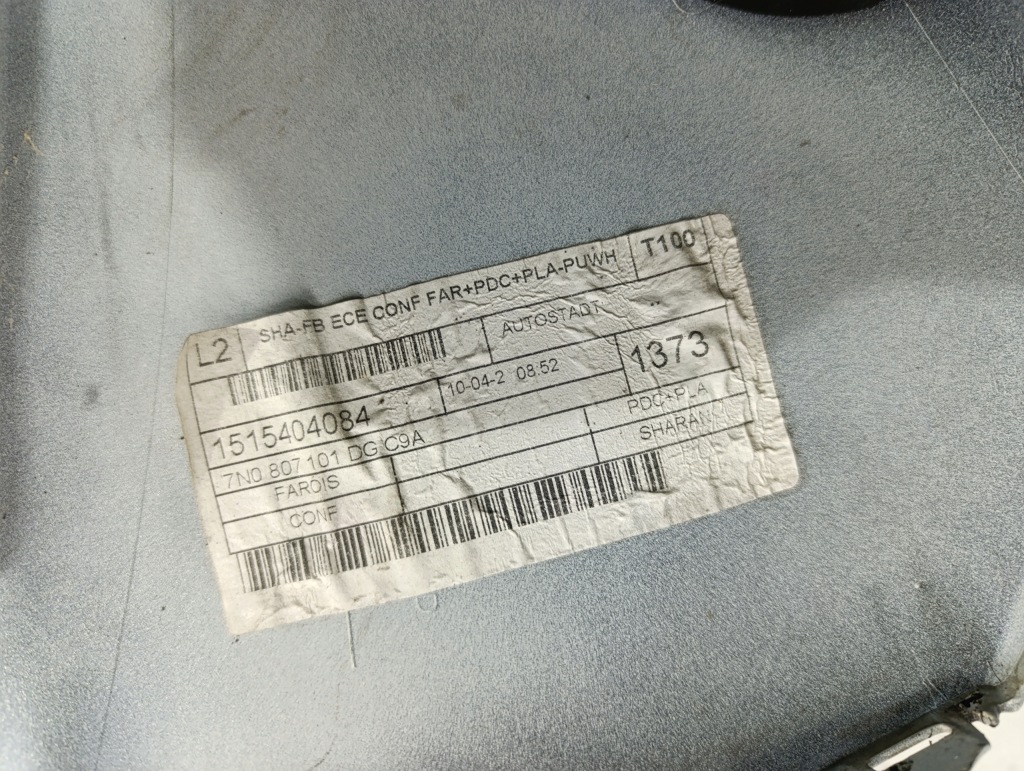 L2 SHA-FB ECE CONF FAR+PDC+PLA-PUWH T100
AUTOSTADT
1515404084 10-04-2 08:52 1373
7N0 807 101 DG C9A PDC+PLA
FAROIS SHARAN
CONF